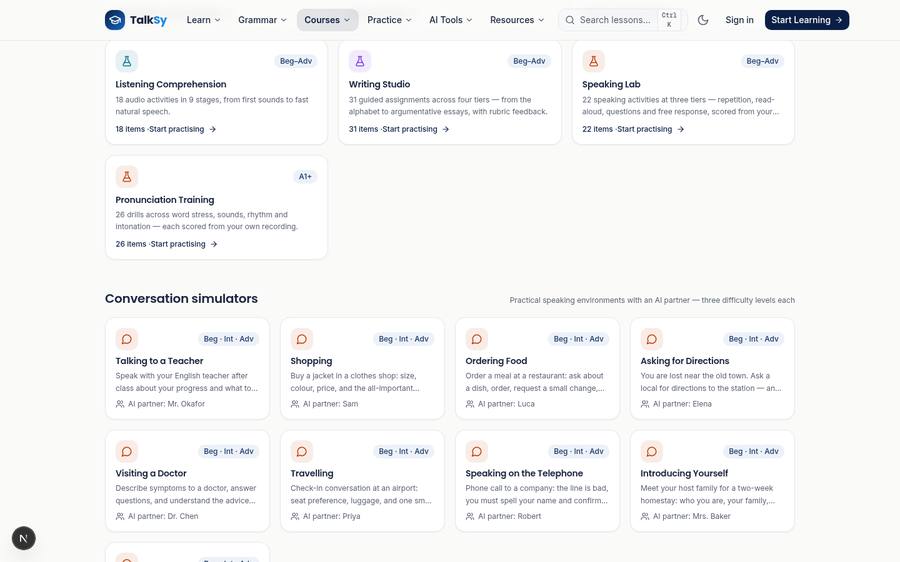 TalkSy
Learn
Grammar
Courses
Practice
AI Tools
Resources
Search lessons...
Ctrl K
Sign in
Start Learning →
Beg–Adv
Listening Comprehension
18 audio activities in 9 stages, from first sounds to fast
natural speech.
18 items ·Start practising →
Beg–Adv
Writing Studio
31 guided assignments across four tiers — from the
alphabet to argumentative essays, with rubric feedback.
31 items ·Start practising →
Beg–Adv
Speaking Lab
22 speaking activities at three tiers — repetition, read-
aloud, questions and free response, scored from your...
22 items ·Start practising →
A1+
Pronunciation Training
26 drills across word stress, sounds, rhythm and
intonation — each scored from your own recording.
26 items ·Start practising →
Conversation simulators
Practical speaking environments with an AI partner — three difficulty levels each
Beg · Int · Adv
Talking to a Teacher
Speak with your English teacher after
class about your progress and what to...
AI partner: Mr. Okafor
Beg · Int · Adv
Shopping
Buy a jacket in a clothes shop: size,
colour, price, and the all-important...
AI partner: Sam
Beg · Int · Adv
Ordering Food
Order a meal at a restaurant: ask about
a dish, order, request a small change,...
AI partner: Luca
Beg · Int · Adv
Asking for Directions
You are lost near the old town. Ask a
local for directions to the station — an...
AI partner: Elena
Beg · Int · Adv
Visiting a Doctor
Describe symptoms to a doctor, answer
questions, and understand the advice...
AI partner: Dr. Chen
Beg · Int · Adv
Travelling
Check-in conversation at an airport:
seat preference, luggage, and one sm...
AI partner: Priya
Beg · Int · Adv
Speaking on the Telephone
Phone call to a company: the line is bad,
you must spell your name and confirm...
AI partner: Robert
Beg · Int · Adv
Introducing Yourself
Meet your host family for a two-week
homestay: who you are, your family,...
AI partner: Mrs. Baker
N